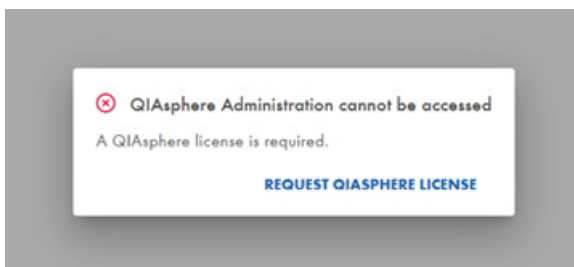 QIAsphere Administration cannot be accessed
A QIAsphere license is required.
REQUEST QIASPHERE LICENSE